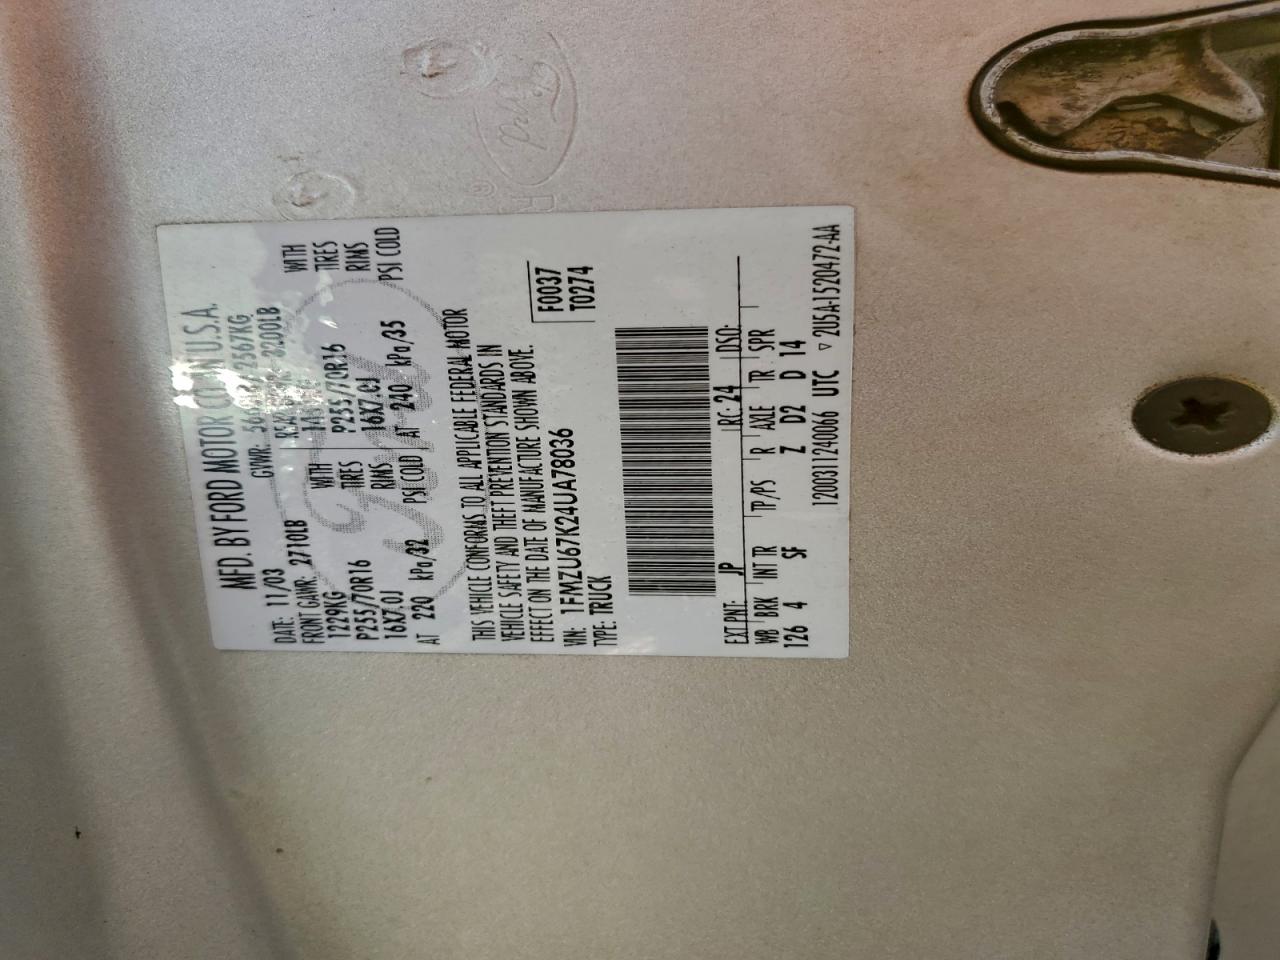 MFD. BY FORD MOTOR CO. IN U.S.A.
DATE: 11/03 GVWR: 2567KG
FRONT GAWR: 2710LB 3200LB
1229KG WITH WITH
P255/70R16 TIRES P255/70R16 TIRES
16X7.0J RIMS 16X7.0J RIMS
AT 220 kPa/32 PSI COLD AT 240 kPa/35 PSI COLD
THIS VEHICLE CONFORMS TO ALL APPLICABLE FEDERAL MOTOR
VEHICLE SAFETY AND THEFT PREVENTION STANDARDS IN
EFFECT ON THE DATE OF MANUFACTURE SHOWN ABOVE.
VIN: 1FMZU67K24UA78036
TYPE: TRUCK
F0037
T0274
EXT PNT: JP RC: 24 DSO:
WB BRK INT TR TP/PS R AXLE TR SPR
126 4 SF Z D2 D 14
1200311240066 UTC ▽ 2U5A-1520472-AA